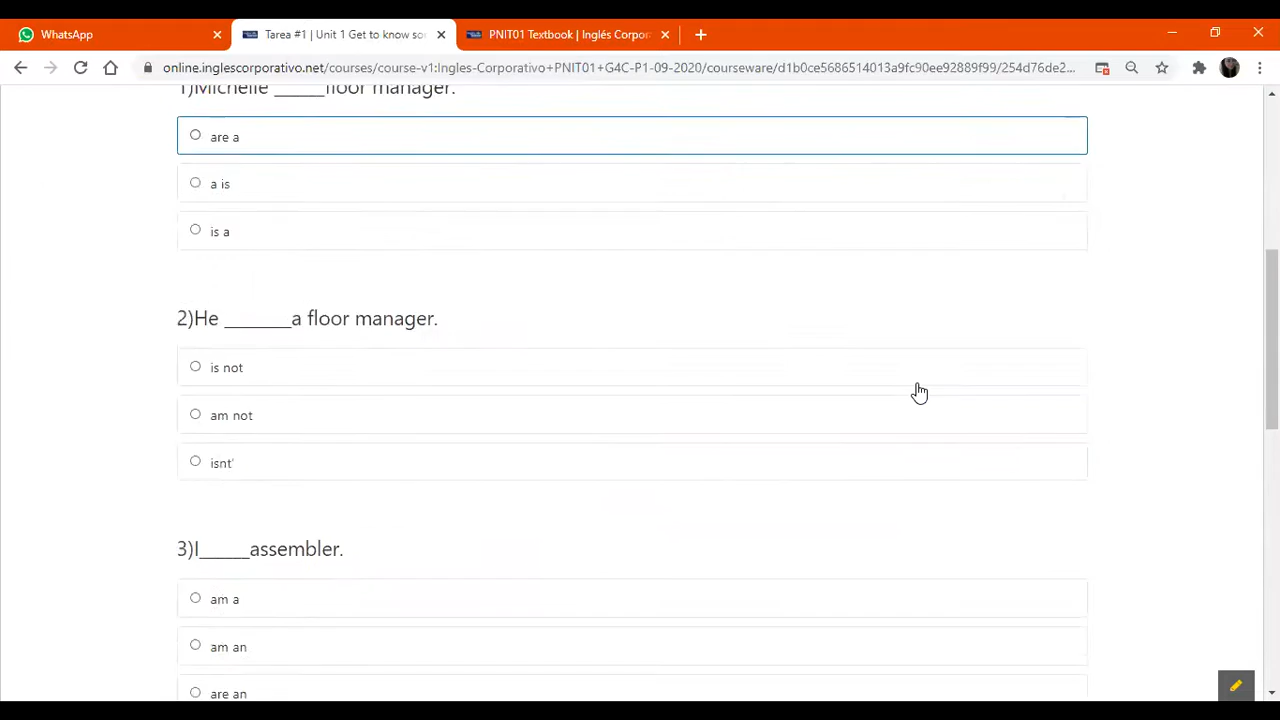 WhatsApp
Tarea #1 | Unit 1 Get to know so
PNIT01 Textbook | Inglés Corpor
online.inglescorporativo.net/courses/course-v1:Ingles-Corporativo+PNIT01+G4C-P1-09-2020/courseware/d1b0ce5686514013a9fc90ee92889f99/254d76de2...
1)Michelle _____floor manager.
are a
a is
is a
2)He _______a floor manager.
is not
am not
isnt'
3)I_____assembler.
am a
am an
are an